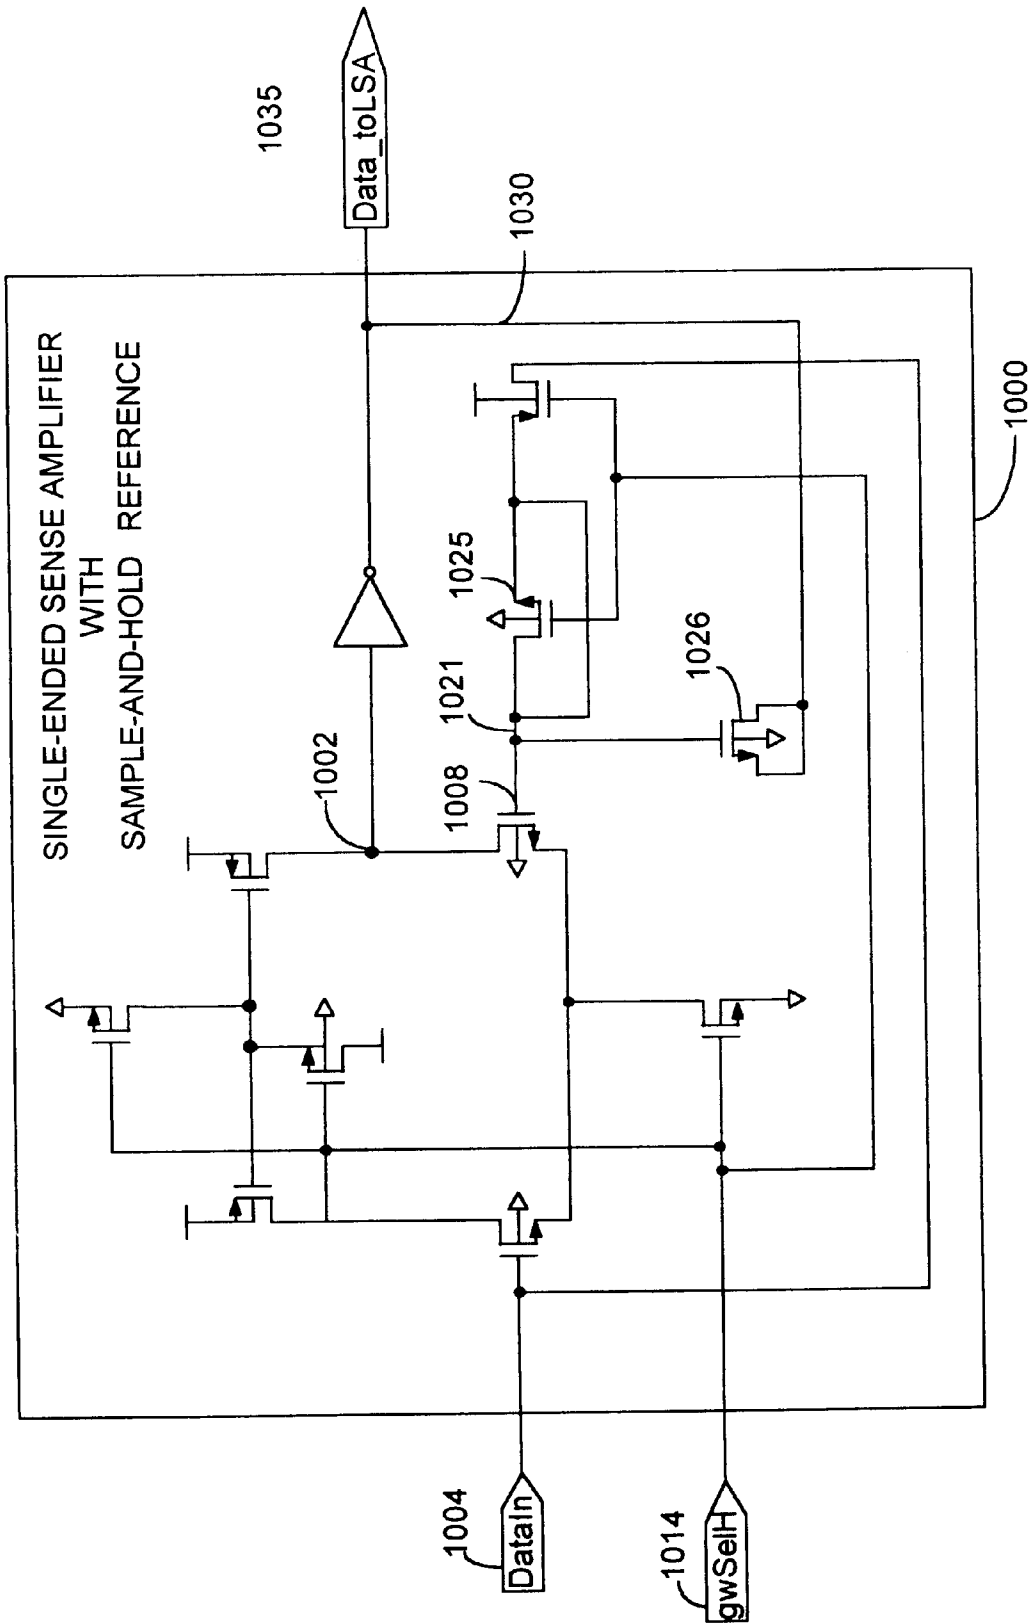 SINGLE-ENDED SENSE AMPLIFIER
WITH
SAMPLE-AND-HOLD REFERENCE
1035
Data_toLSA
1002
1030
1025
1021
1008
1026
1004
DataIn
1014
gwSelH
1000